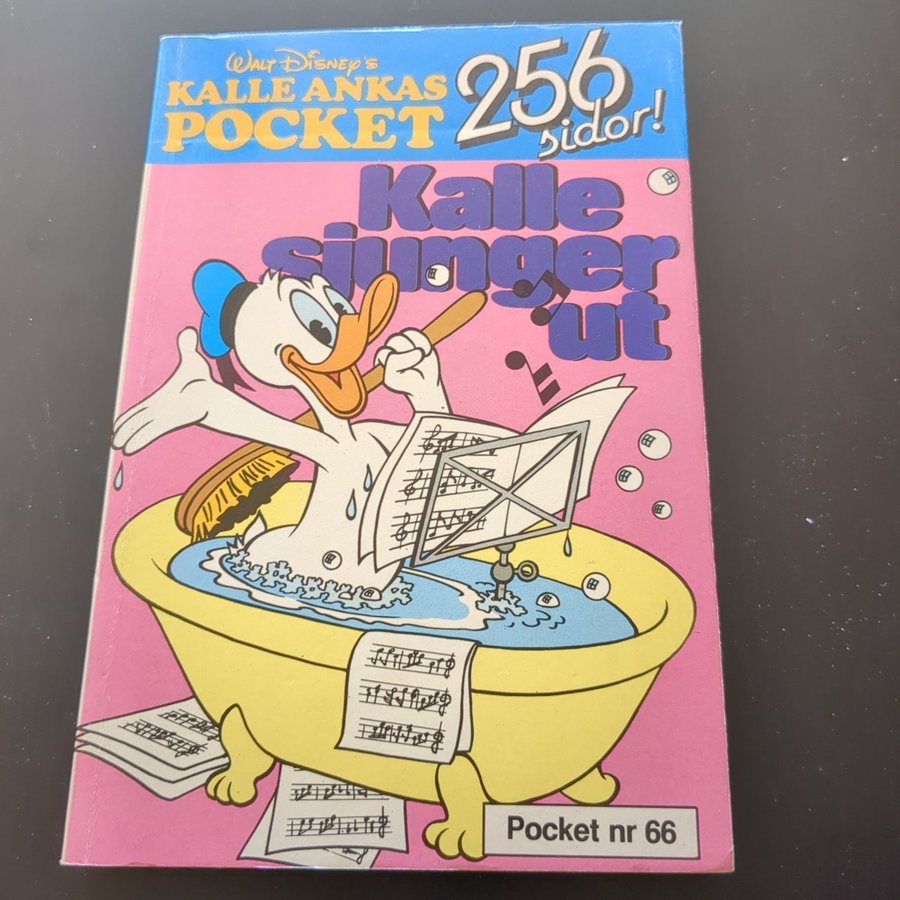 Walt Disney's
KALLE ANKAS
POCKET
256
sidor!
Kalle
sjunger
ut
Pocket nr 66